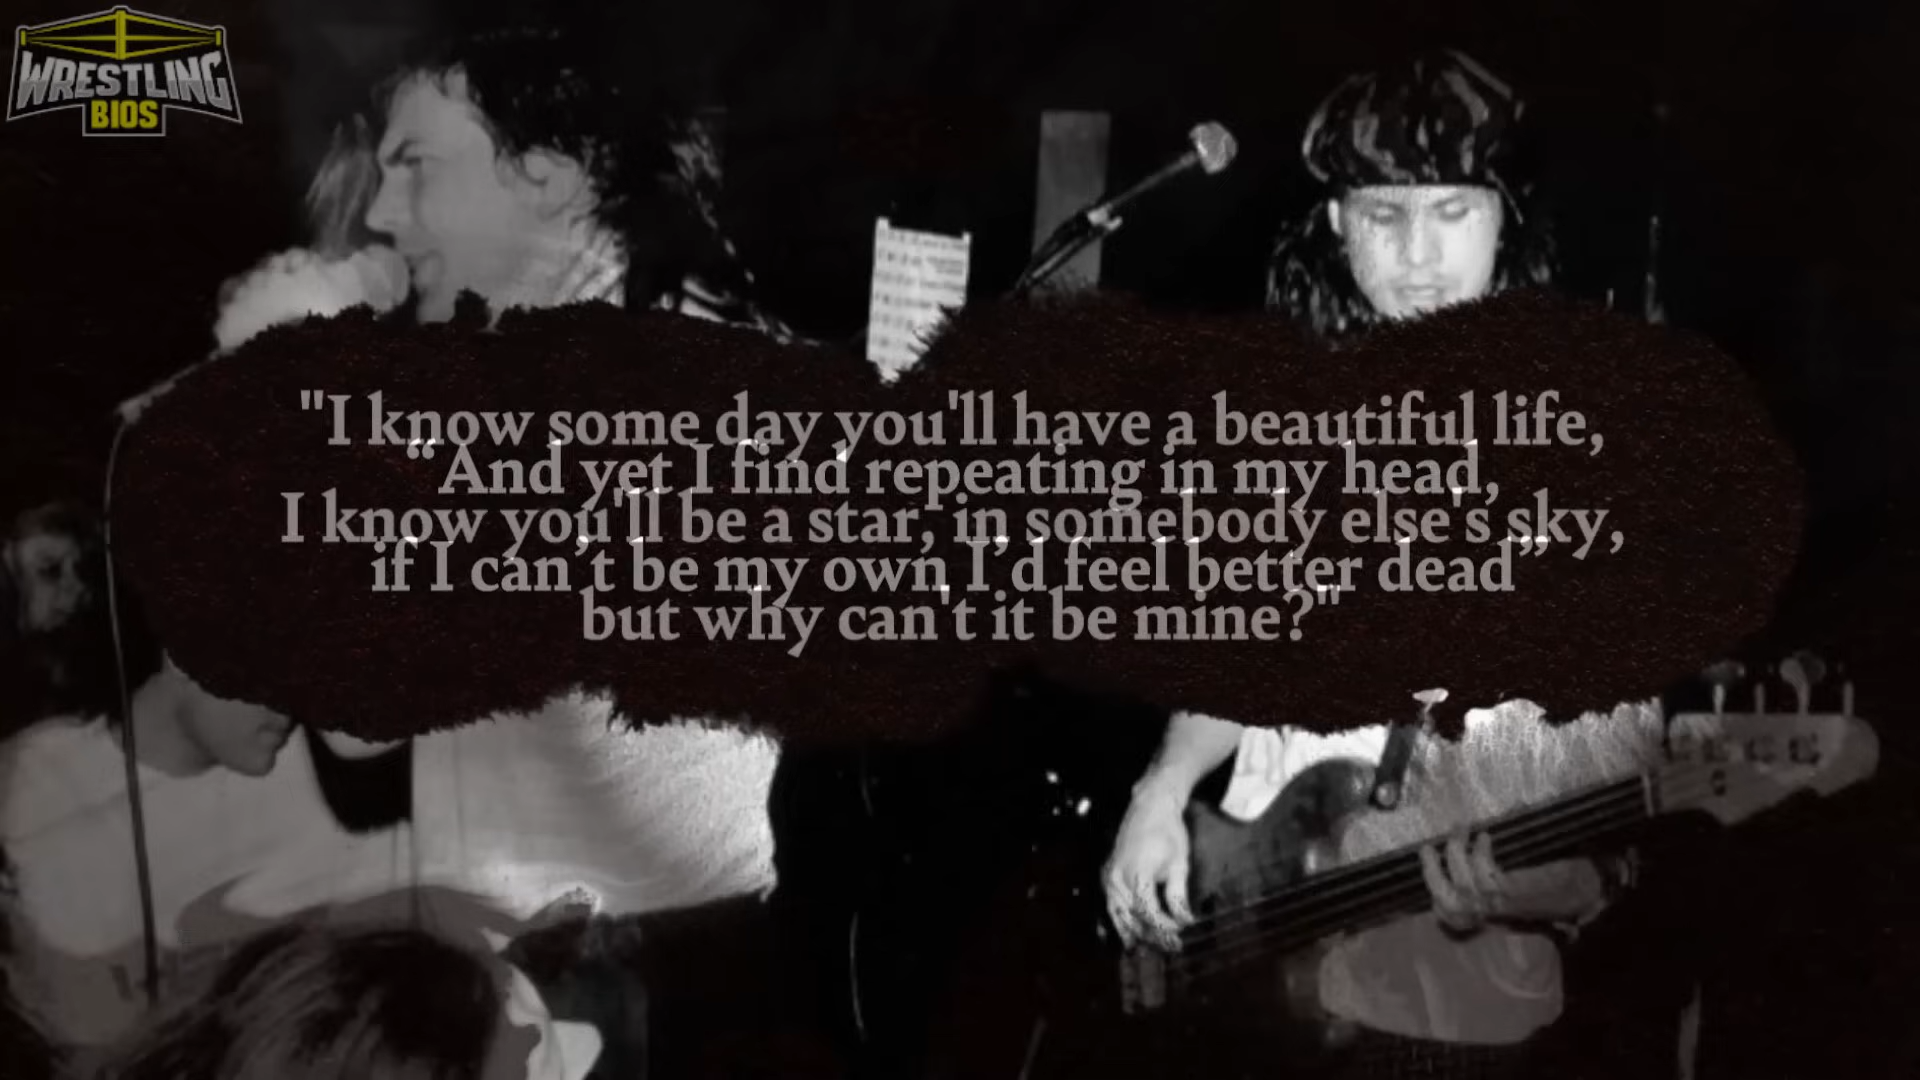 WRESTLING
BIOS
"I know some day you'll have a beautiful life,
“And yet I find repeating in my head,
I know you'll be a star, in somebody else's sky,
if I can’t be my own, I’d feel better dead”
but why can't it be mine?"